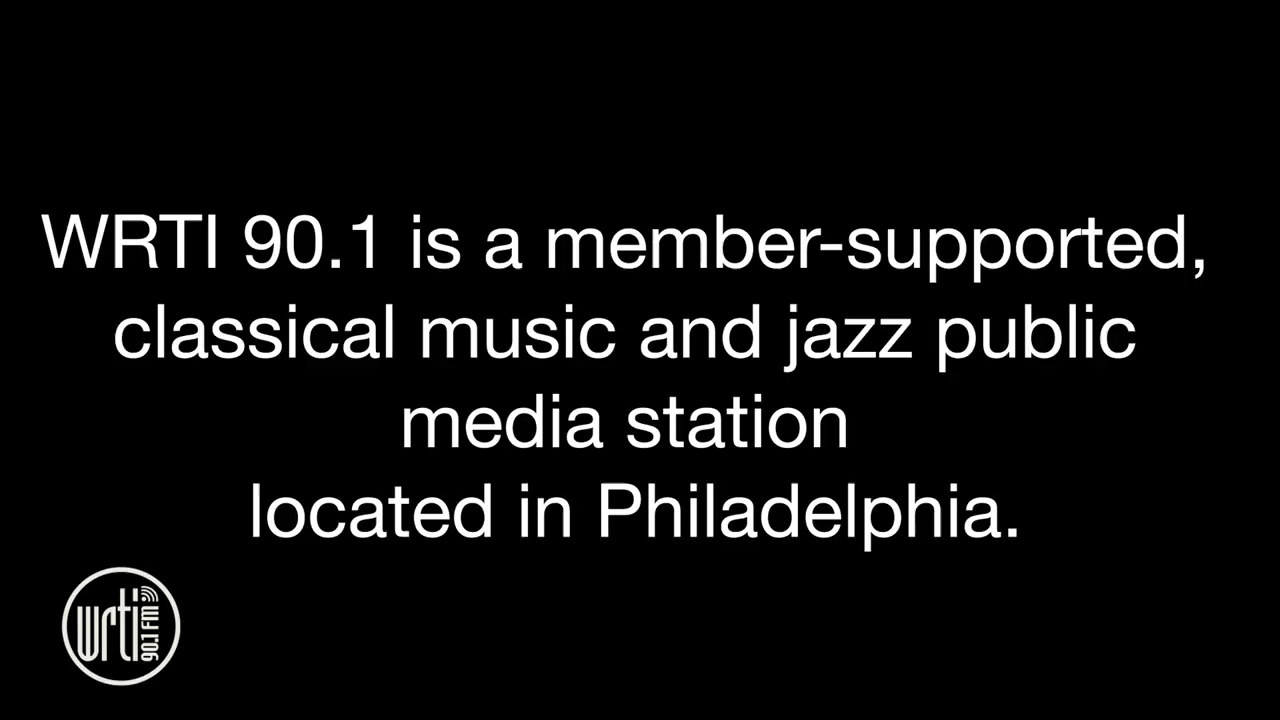 WRTI 90.1 is a member-supported,
classical music and jazz public
media station
located in Philadelphia.
wrti
90.1 FM